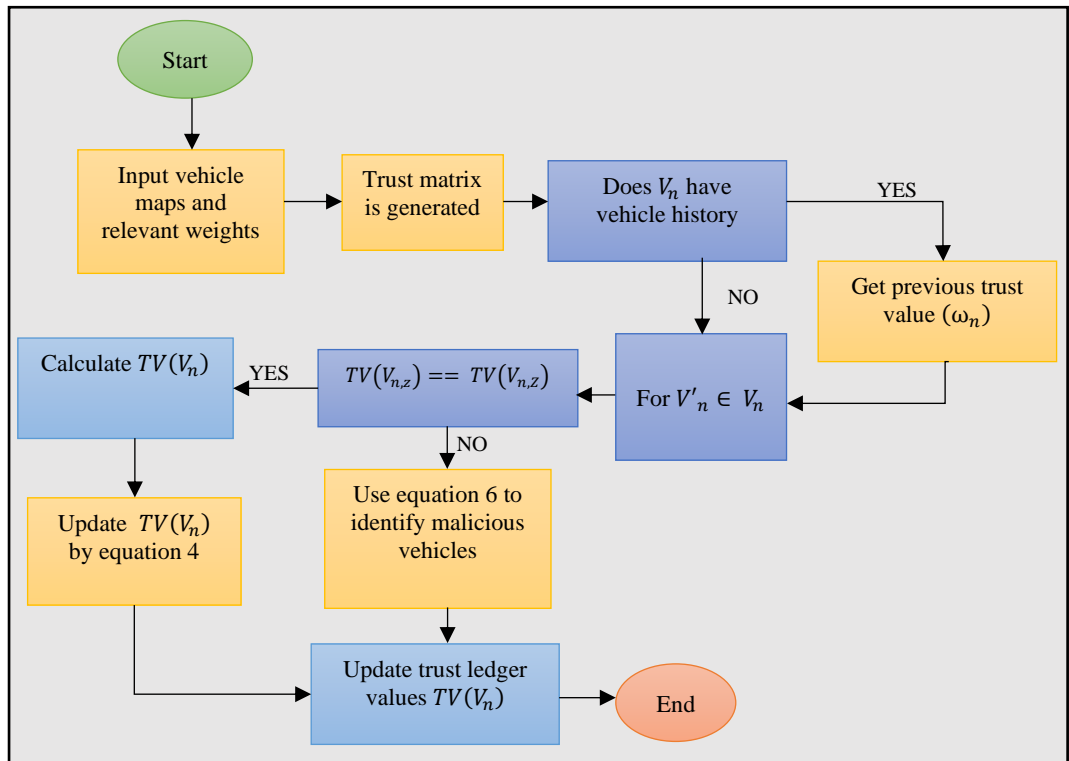 Start
Input vehicle
maps and
relevant weights
Trust matrix
is generated
Does Vₙ have
vehicle history
YES
Get previous trust
value (ωₙ)
NO
For V'ₙ ∈ Vₙ
TV(Vₙ,z) == TV(Vₙ,Z)
YES
Calculate TV(Vₙ)
NO
Use equation 6 to
identify malicious
vehicles
Update TV(Vₙ)
by equation 4
Update trust ledger
values TV(Vₙ)
End